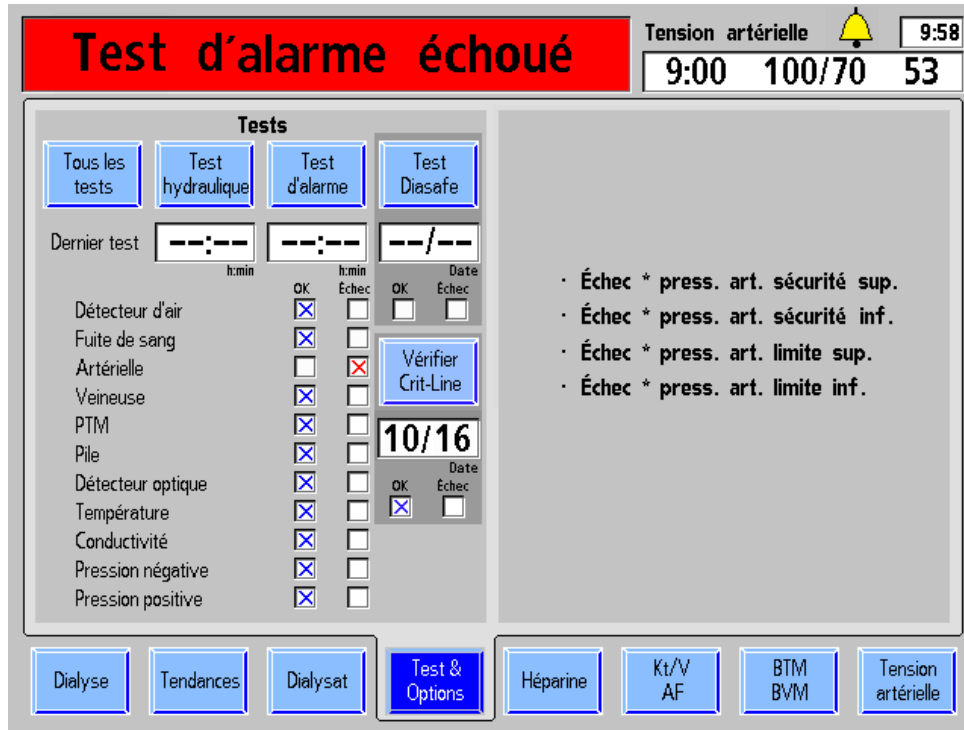 Test d´alarme échoué
Tension artérielle
9:58
9:00 100/70 53
Tests
Tous les tests
Test hydraulique
Test d'alarme
Test Diasafe
Dernier test
--:--
--:--
--/--
h:min
h:min
Date
OK Échec
OK Échec
Détecteur d'air
Fuite de sang
Artérielle
Veineuse
PTM
Pile
Détecteur optique
Température
Conductivité
Pression négative
Pression positive
Vérifier Crit-Line
10/16
Date
OK Échec
· Échec * press. art. sécurité sup.
· Échec * press. art. sécurité inf.
· Échec * press. art. limite sup.
· Échec * press. art. limite inf.
Dialyse
Tendances
Dialysat
Test & Options
Héparine
Kt/V AF
BTM BVM
Tension artérielle